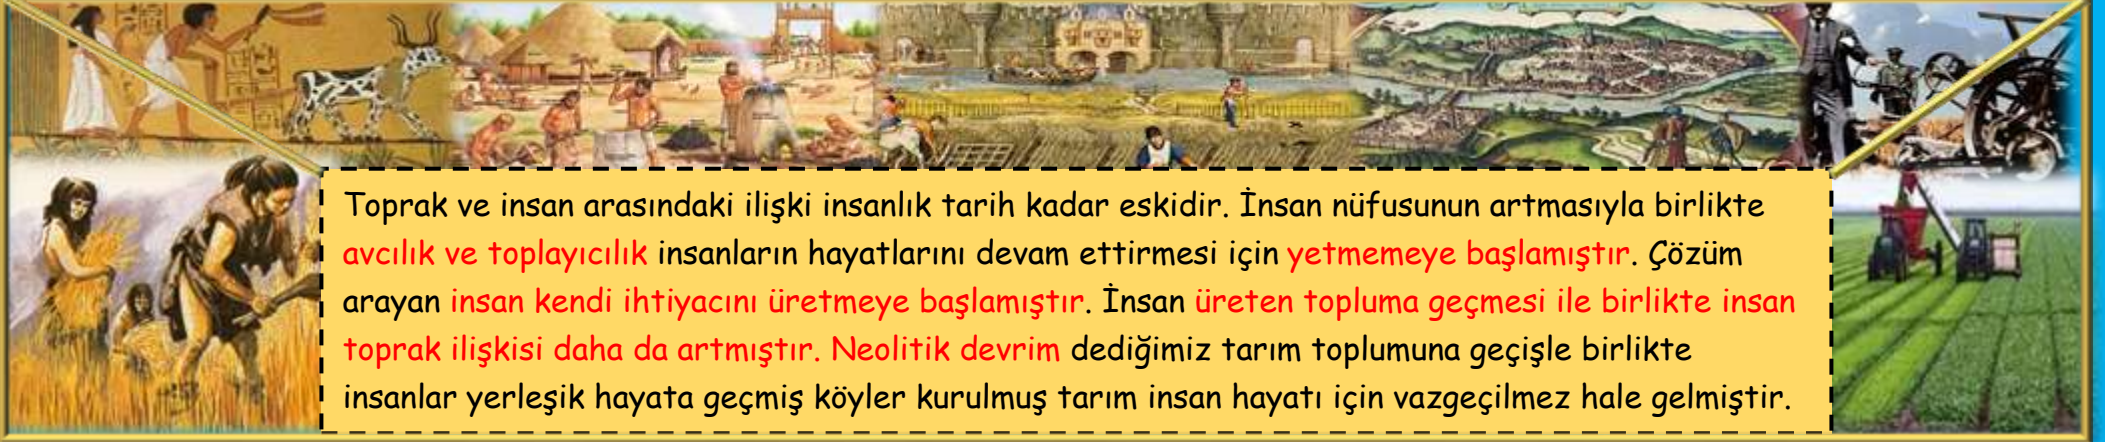 Toprak ve insan arasındaki ilişki insanlık tarih kadar eskidir. İnsan nüfusunun artmasıyla birlikte
avcılık ve toplayıcılık insanların hayatlarını devam ettirmesi için yetmemeye başlamıştır. Çözüm
arayan insan kendi ihtiyacını üretmeye başlamıştır. İnsan üreten topluma geçmesi ile birlikte insan
toprak ilişkisi daha da artmıştır. Neolitik devrim dediğimiz tarım toplumuna geçişle birlikte
insanlar yerleşik hayata geçmiş köyler kurulmuş tarım insan hayatı için vazgeçilmez hale gelmiştir.